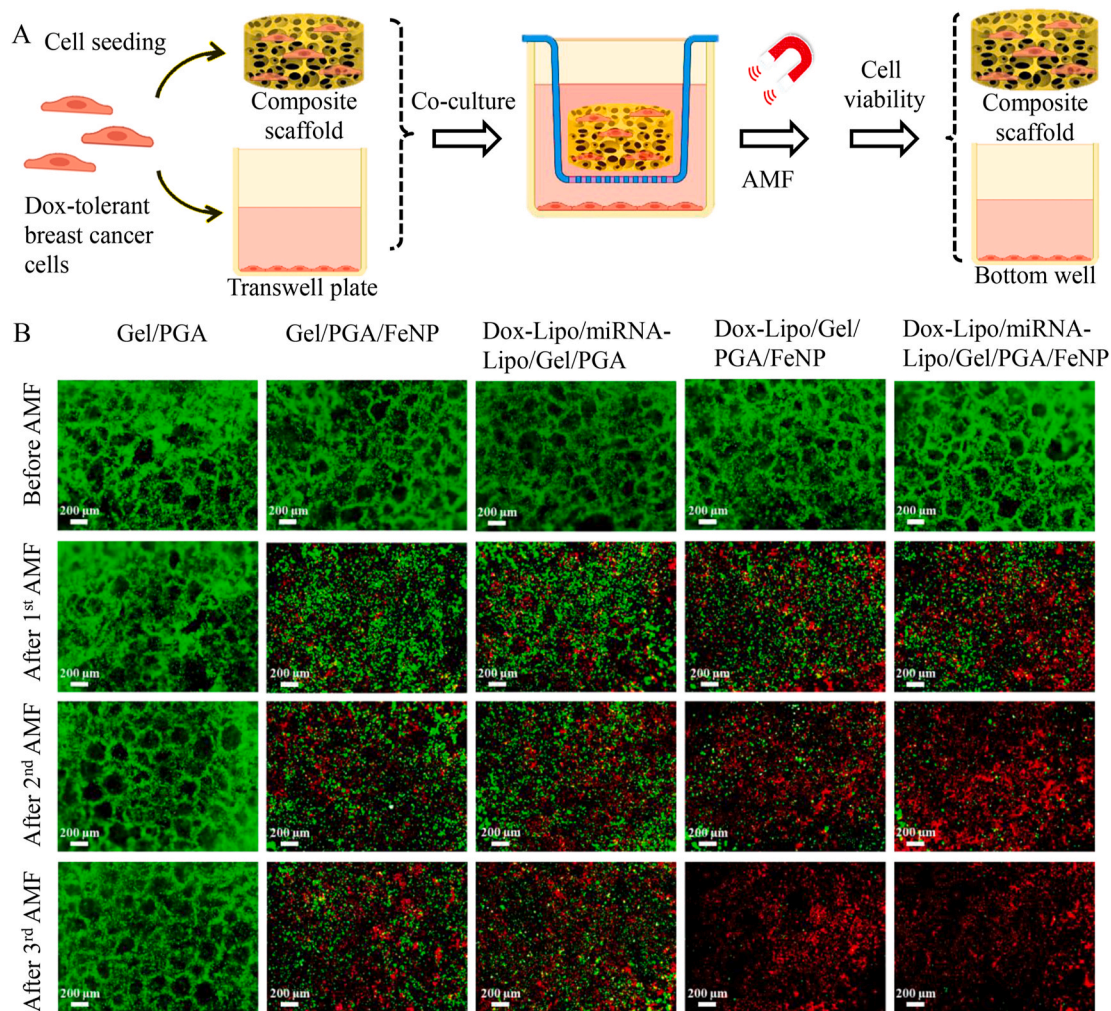 A
Cell seeding
Dox-tolerant
breast cancer
cells
Composite
scaffold
Transwell plate
Co-culture
AMF
Cell
viability
Composite
scaffold
Bottom well
B
Gel/PGA
Gel/PGA/FeNP
Dox-Lipo/miRNA-
Lipo/Gel/PGA
Dox-Lipo/Gel/
PGA/FeNP
Dox-Lipo/miRNA-
Lipo/Gel/PGA/FeNP
Before AMF
200 μm
200 μm
200 μm
200 μm
200 μm
After 1st AMF
200 μm
200 μm
200 μm
200 μm
200 μm
After 2nd AMF
200 μm
200 μm
200 μm
200 μm
200 μm
After 3rd AMF
200 μm
200 μm
200 μm
200 μm
200 μm